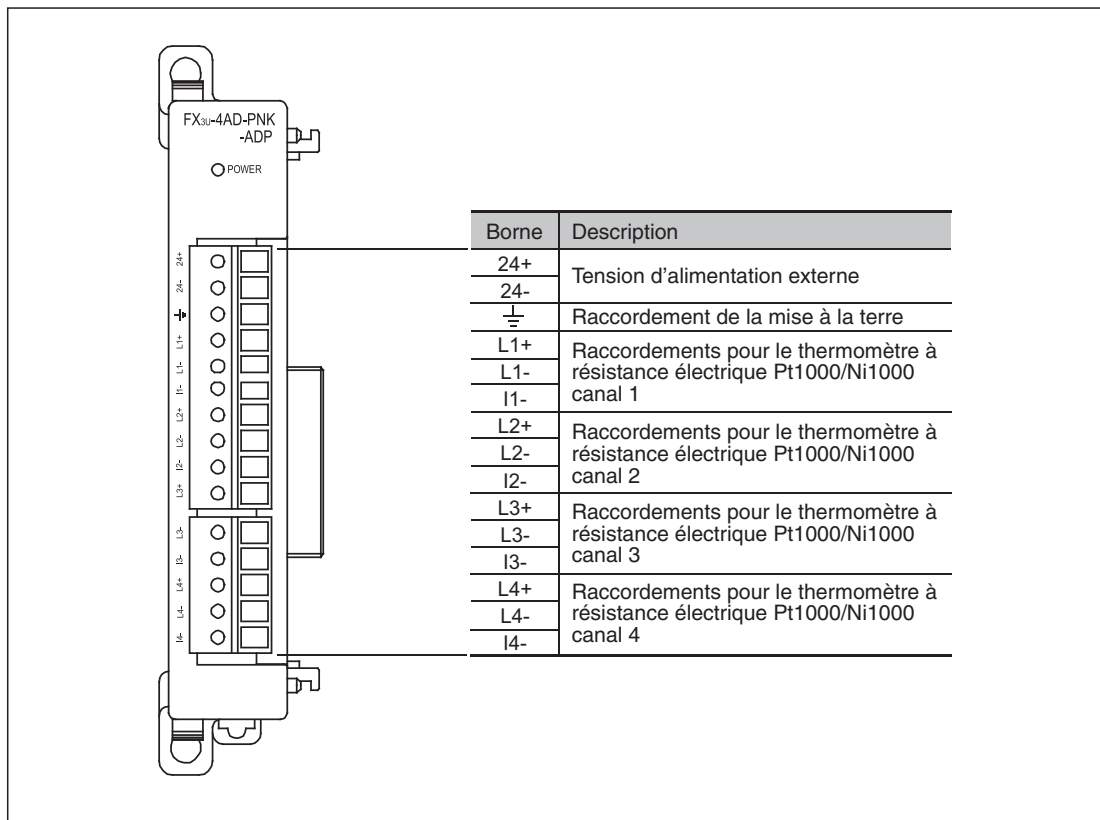 FX3U-4AD-PNK
-ADP
POWER
24+
24-
⏚
L1+
L1-
I1-
L2+
L2-
I2-
L3+
L3-
I3-
L4+
L4-
I4-
Borne Description
24+
24-
Tension d’alimentation externe
⏚ Raccordement de la mise à la terre
L1+
L1-
I1-
Raccordements pour le thermomètre à
résistance électrique Pt1000/Ni1000
canal 1
L2+
L2-
I2-
Raccordements pour le thermomètre à
résistance électrique Pt1000/Ni1000
canal 2
L3+
L3-
I3-
Raccordements pour le thermomètre à
résistance électrique Pt1000/Ni1000
canal 3
L4+
L4-
I4-
Raccordements pour le thermomètre à
résistance électrique Pt1000/Ni1000
canal 4